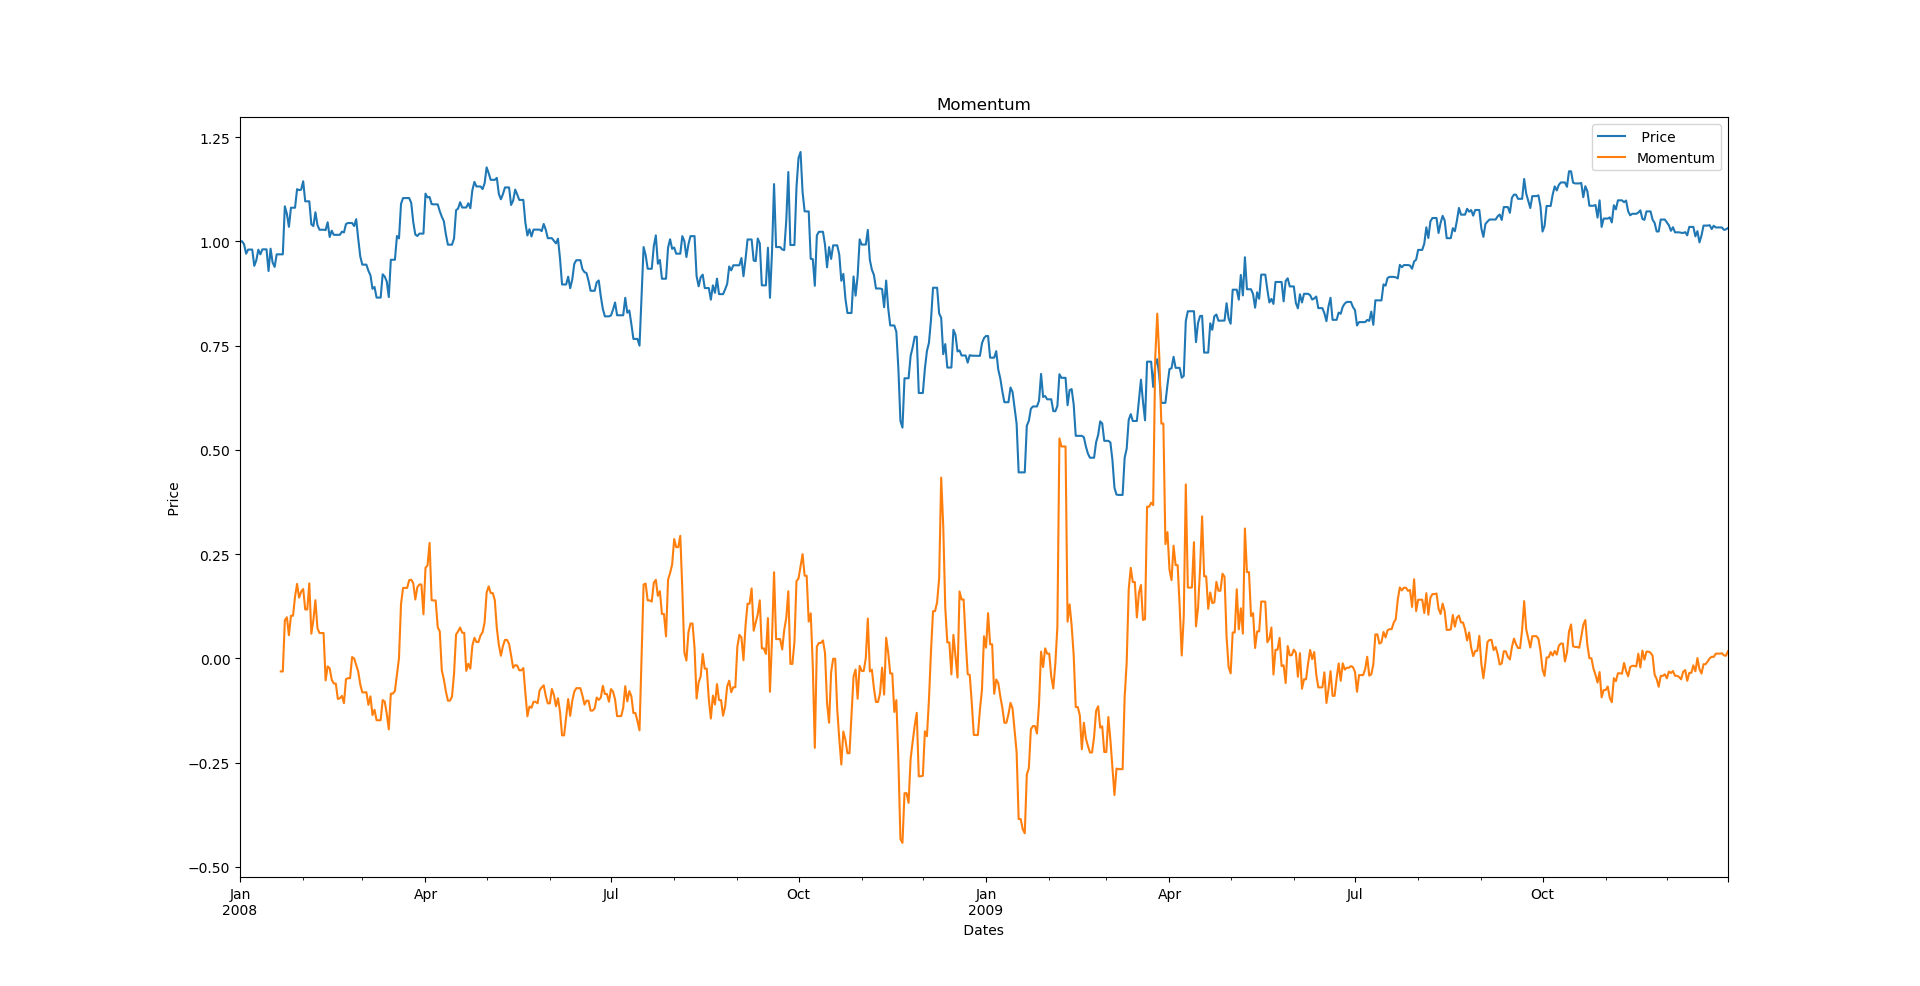 Momentum
Price
Momentum
1.25
1.00
0.75
0.50
0.25
0.00
−0.25
−0.50
Price
Jan
2008
Apr
Jul
Oct
Jan
2009
Apr
Jul
Oct
Dates